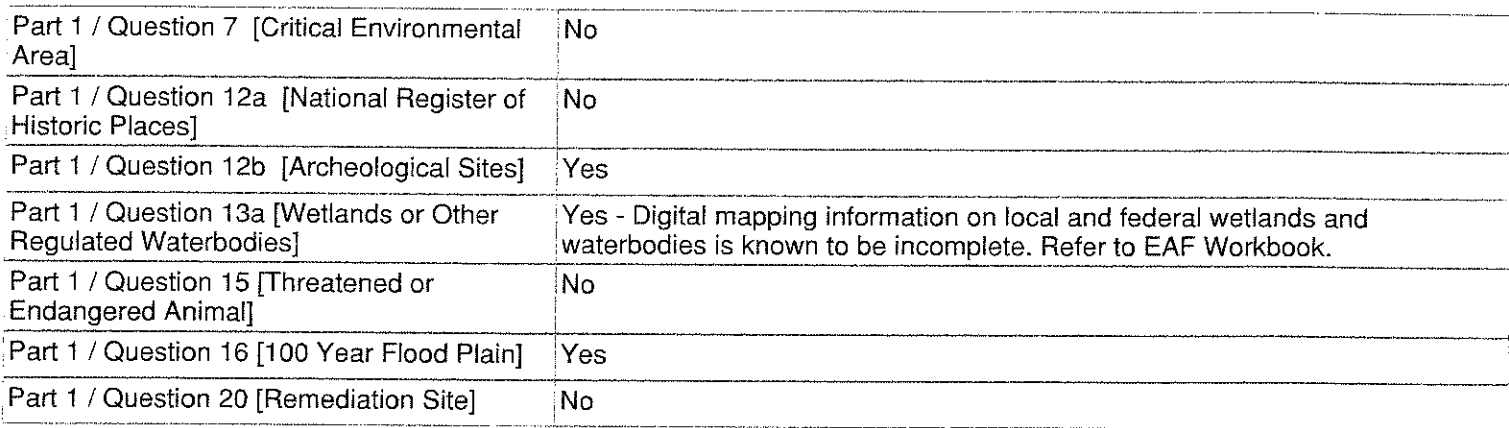 Part 1 / Question 7  [Critical Environmental
Area]
No
Part 1 / Question 12a  [National Register of
Historic Places]
No
Part 1 / Question 12b  [Archeological Sites]
Yes
Part 1 / Question 13a [Wetlands or Other
Regulated Waterbodies]
Yes - Digital mapping information on local and federal wetlands and
waterbodies is known to be incomplete. Refer to EAF Workbook.
Part 1 / Question 15 [Threatened or
Endangered Animal]
No
Part 1 / Question 16 [100 Year Flood Plain]
Yes
Part 1 / Question 20 [Remediation Site]
No